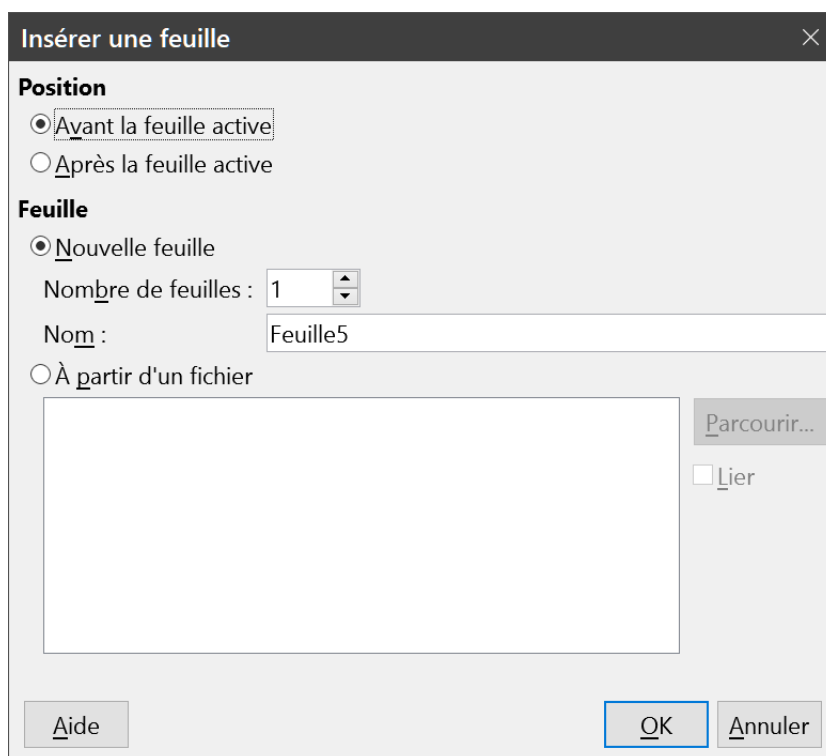 Insérer une feuille
Position
Avant la feuille active
Après la feuille active
Feuille
Nouvelle feuille
Nombre de feuilles : 1
Nom : Feuille5
À partir d'un fichier
Parcourir...
Lier
Aide OK Annuler